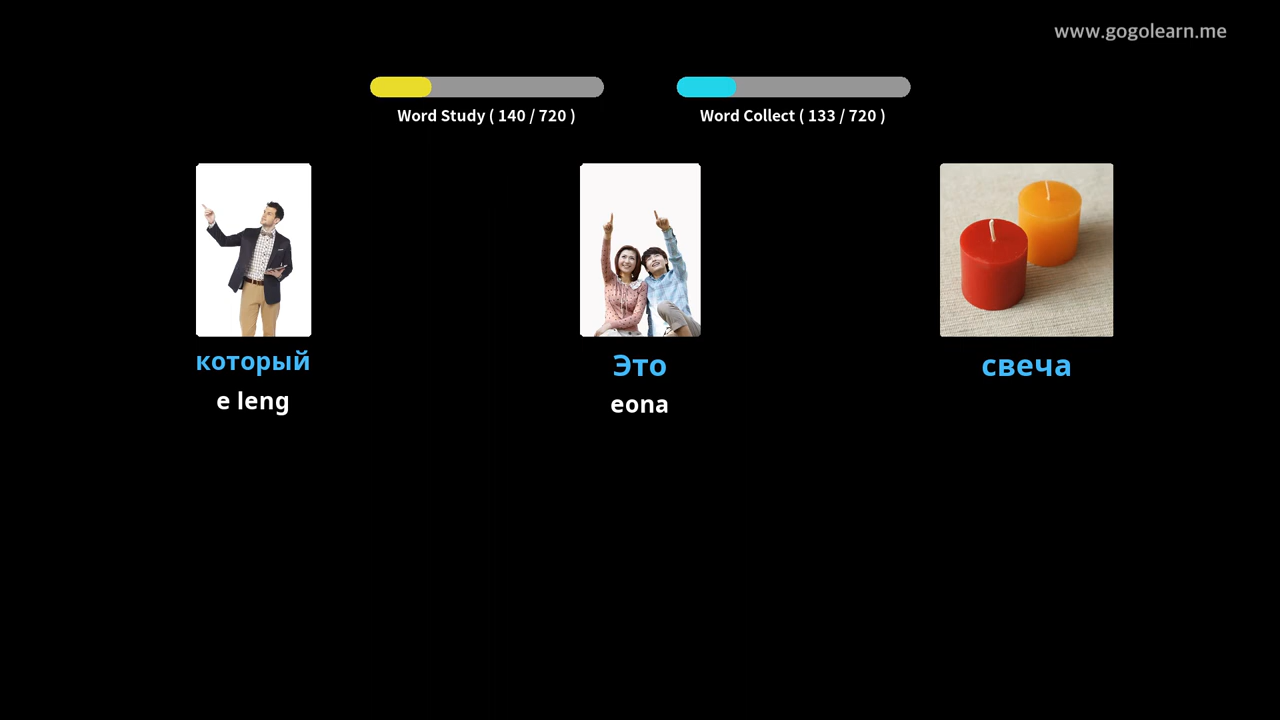 www.gogolearn.me
Word Study ( 140 / 720 )
Word Collect ( 133 / 720 )
который
e leng
Это
eona
свеча